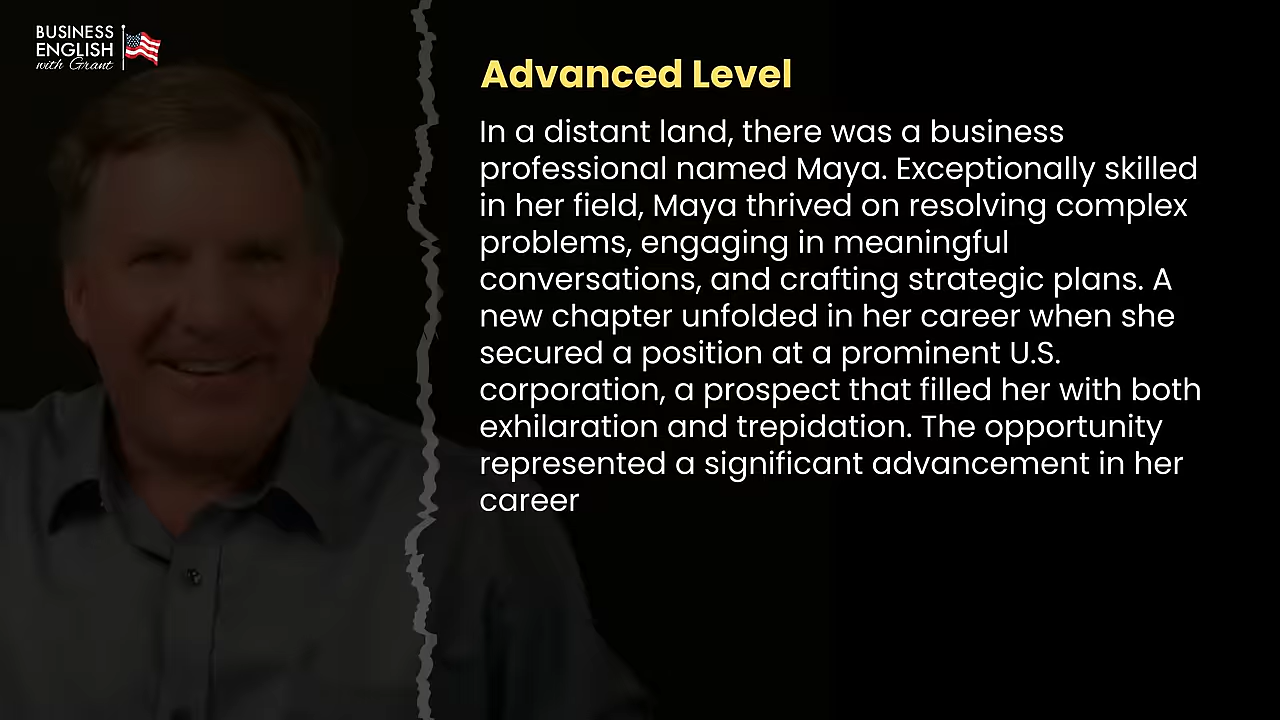 BUSINESS
ENGLISH
with Grant
Advanced Level
In a distant land, there was a business
professional named Maya. Exceptionally skilled
in her field, Maya thrived on resolving complex
problems, engaging in meaningful
conversations, and crafting strategic plans. A
new chapter unfolded in her career when she
secured a position at a prominent U.S.
corporation, a prospect that filled her with both
exhilaration and trepidation. The opportunity
represented a significant advancement in her
career